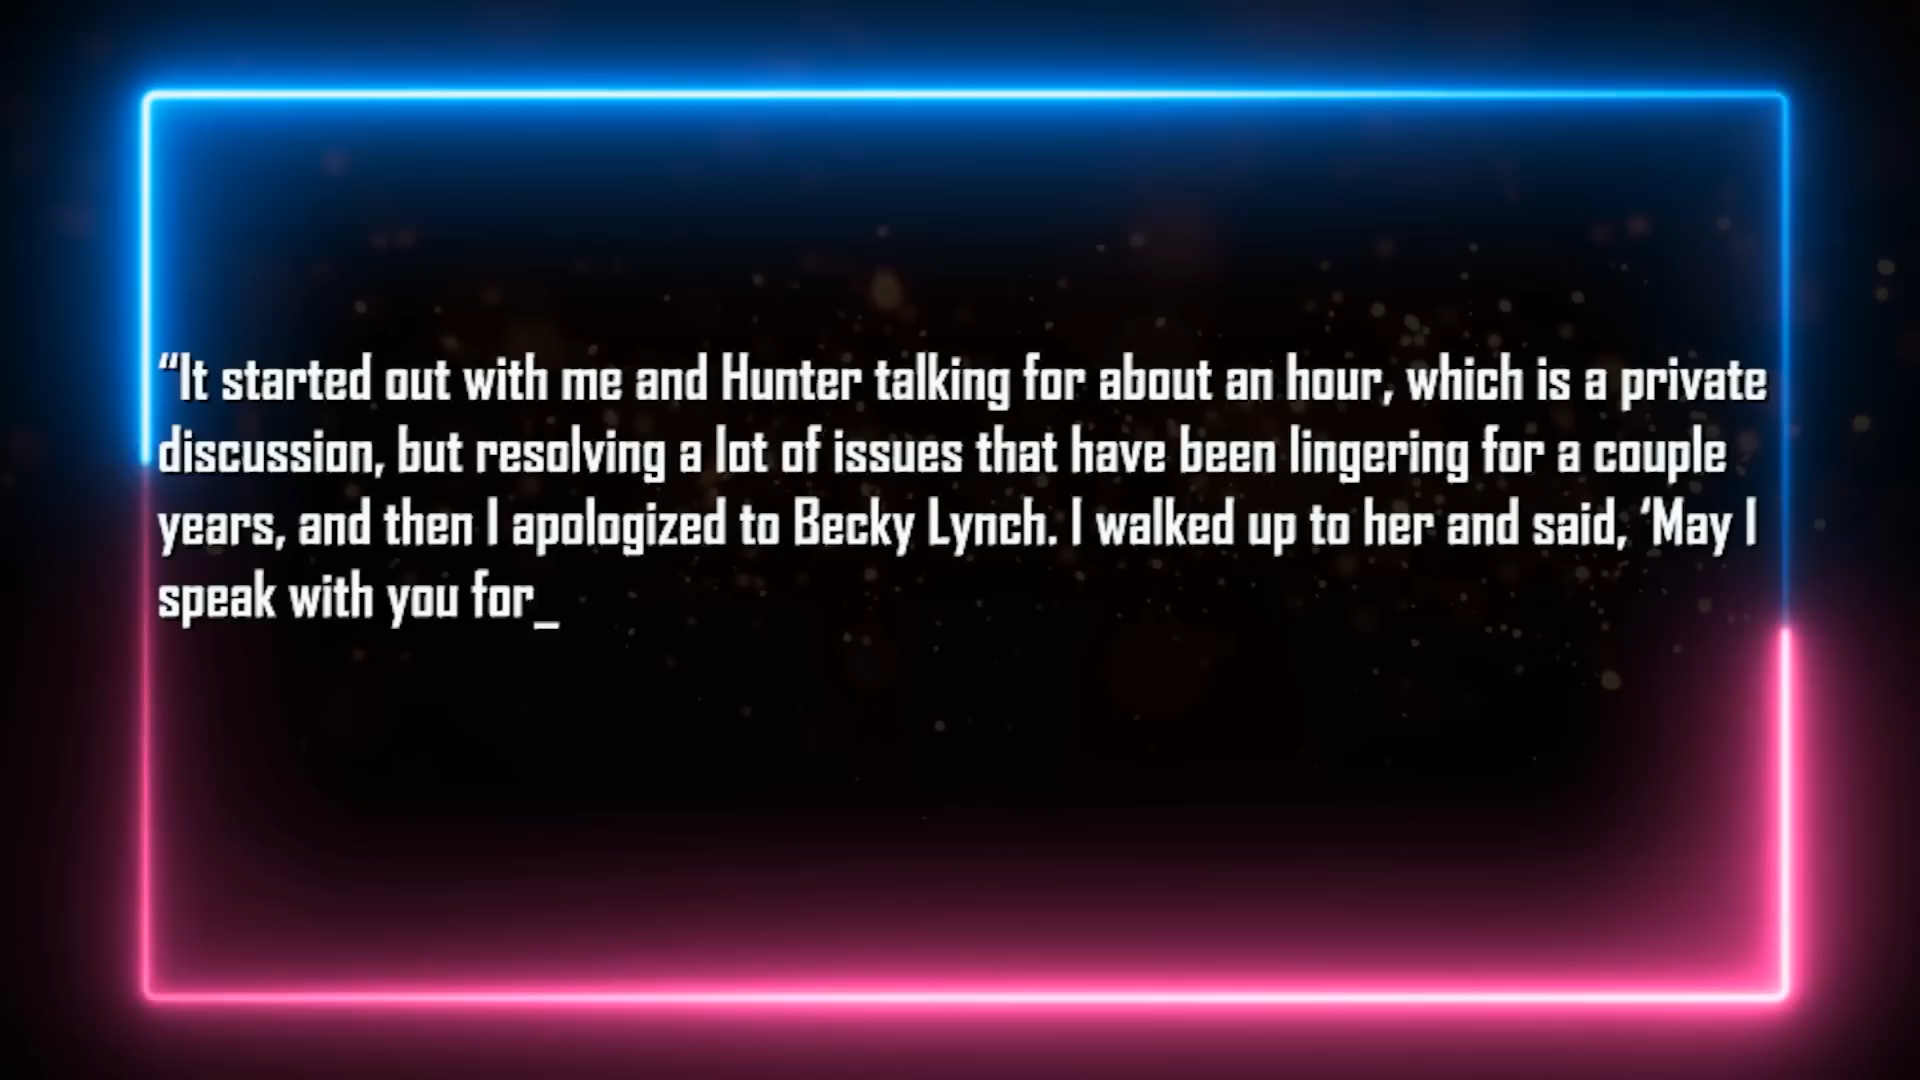 “It started out with me and Hunter talking for about an hour, which is a private
discussion, but resolving a lot of issues that have been lingering for a couple
years, and then I apologized to Becky Lynch. I walked up to her and said, ‘May I
speak with you for_